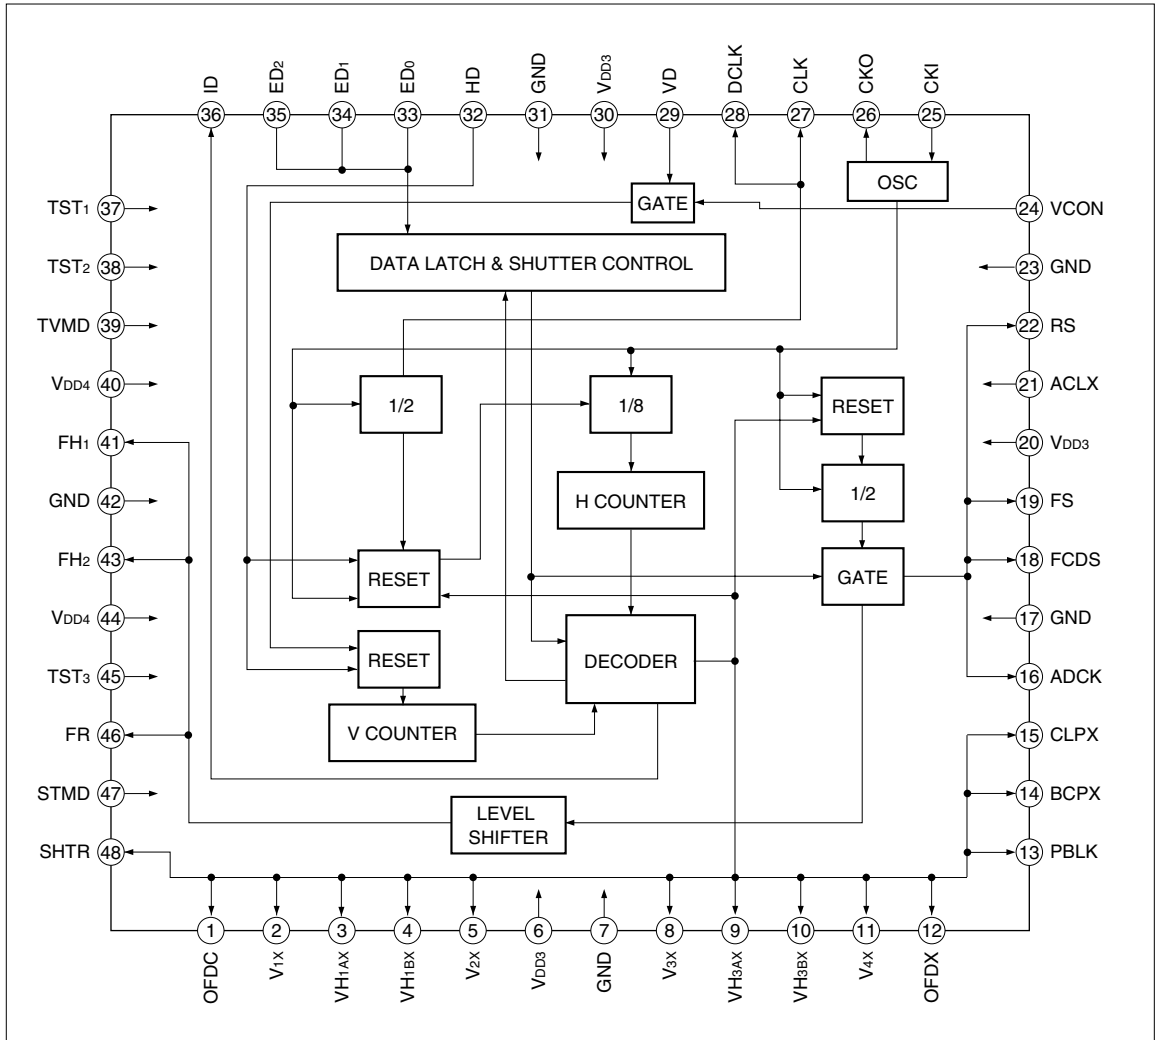 ID
ED2
ED1
ED0
HD
GND
VDD3
VD
DCLK
CLK
CKO
CKI
36
35
34
33
32
31
30
29
28
27
26
25
OSC
TST1 37
GATE
24 VCON
TST2 38
DATA LATCH & SHUTTER CONTROL
23 GND
TVMD 39
22 RS
VDD4 40
1/2
1/8
RESET
21 ACLX
FH1 41
20 VDD3
GND 42
H COUNTER
1/2
19 FS
FH2 43
RESET
GATE
18 FCDS
VDD4 44
17 GND
TST3 45
RESET
DECODER
16 ADCK
FR 46
V COUNTER
15 CLPX
STMD 47
14 BCPX
LEVEL
SHIFTER
SHTR 48
13 PBLK
1
2
3
4
5
6
7
8
9
10
11
12
OFDC
V1X
VH1AX
VH1BX
V2X
VDD3
GND
V3X
VH3AX
VH3BX
V4X
OFDX